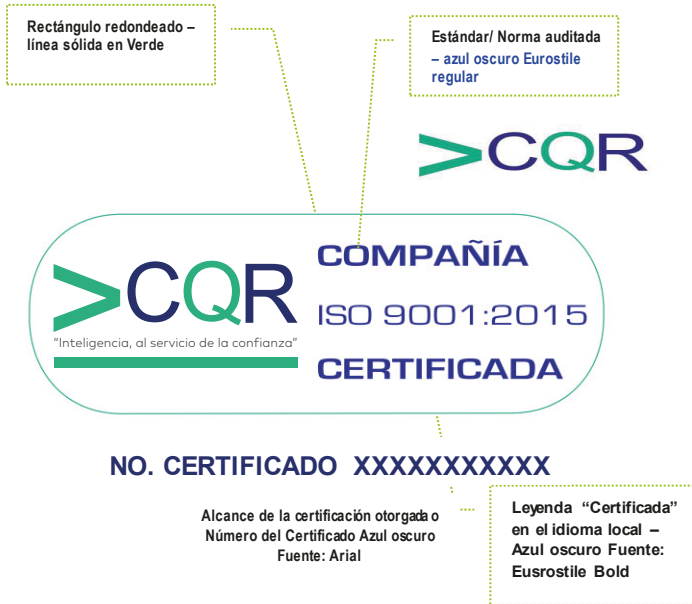 Rectángulo redondeado –
línea sólida en Verde
Estándar/ Norma auditada
– azul oscuro Eurostile
regular
>CQR
>CQR
"Inteligencia, al servicio de la confianza"
COMPAÑÍA
ISO 9001:2015
CERTIFICADA
NO. CERTIFICADO XXXXXXXXXXX
Alcance de la certificación otorgada o
Número del Certificado Azul oscuro
Fuente: Arial
Leyenda "Certificada"
en el idioma local –
Azul oscuro Fuente:
Eusrostile Bold